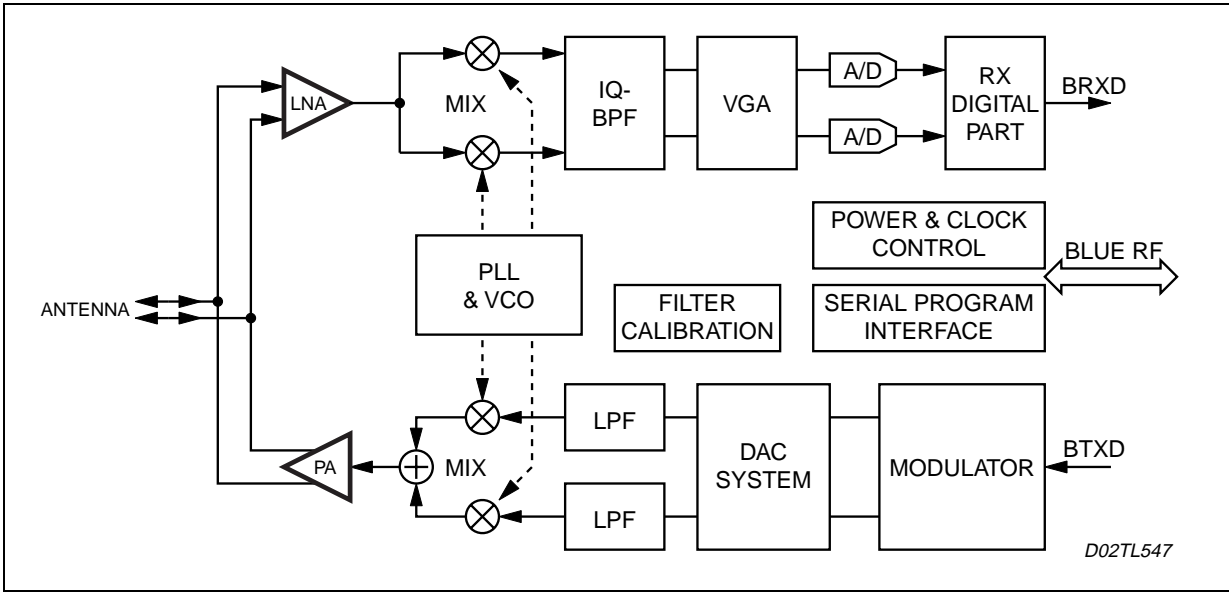 LNA
MIX
IQ-
BPF
VGA
A/D
A/D
RX
DIGITAL
PART
BRXD
POWER & CLOCK
CONTROL
BLUE RF
PLL
& VCO
ANTENNA
FILTER
CALIBRATION
SERIAL PROGRAM
INTERFACE
LPF
DAC
SYSTEM
MODULATOR
BTXD
PA
MIX
LPF
D02TL547